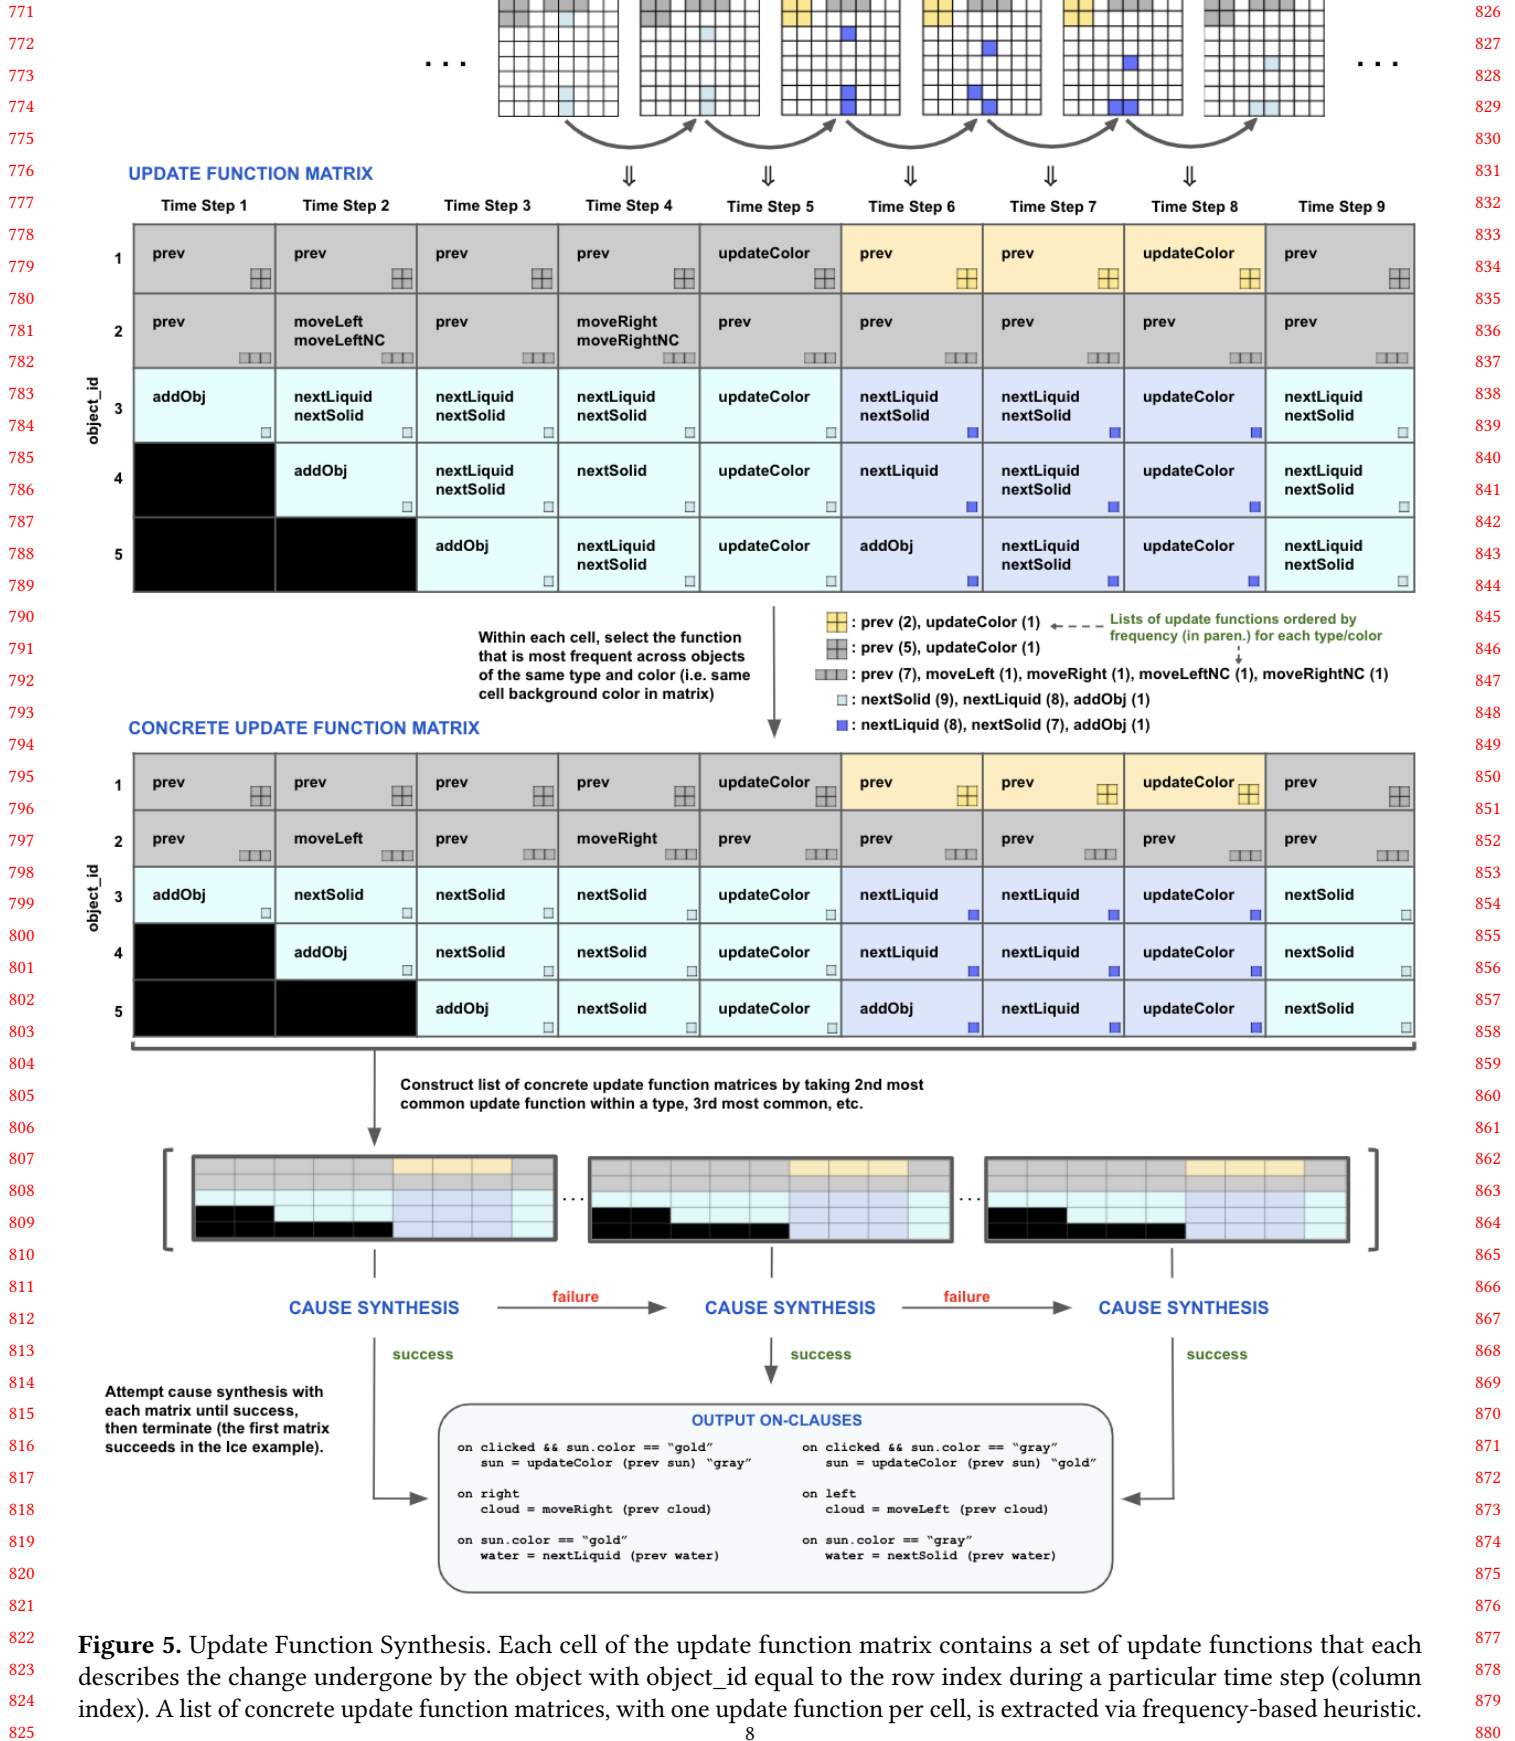 771 826
772 827
773 828
774 829
775 830
776 831
777 832
778 833
779 834
780 835
781 836
782 837
783 838
784 839
785 840
786 841
787 842
788 843
789 844
790 845
791 846
792 847
793 848
794 849
795 850
796 851
797 852
798 853
799 854
800 855
801 856
802 857
803 858
804 859
805 860
806 861
807 862
808 863
809 864
810 865
811 866
812 867
813 868
814 869
815 870
816 871
817 872
818 873
819 874
820 875
821 876
822 877
823 878
824 879
825 880
... ...
UPDATE FUNCTION MATRIX
Time Step 1 Time Step 2 Time Step 3 Time Step 4 Time Step 5 Time Step 6 Time Step 7 Time Step 8 Time Step 9
object_id
1 prev prev prev prev updateColor prev prev updateColor prev
2 prev moveLeft prev moveRight prev prev prev prev prev
moveLeftNC moveRightNC
3 addObj nextLiquid nextLiquid nextLiquid updateColor nextLiquid nextLiquid updateColor nextLiquid
nextSolid nextSolid nextSolid nextSolid nextSolid nextSolid
4 addObj nextLiquid nextSolid updateColor nextLiquid nextLiquid updateColor nextLiquid
nextSolid nextSolid nextSolid
5 addObj nextLiquid updateColor addObj nextLiquid updateColor nextLiquid
nextSolid nextSolid nextSolid
Within each cell, select the function
that is most frequent across objects
of the same type and color (i.e. same
cell background color in matrix)
: prev (2), updateColor (1)
: prev (5), updateColor (1)
: prev (7), moveLeft (1), moveRight (1), moveLeftNC (1), moveRightNC (1)
: nextSolid (9), nextLiquid (8), addObj (1)
: nextLiquid (8), nextSolid (7), addObj (1)
Lists of update functions ordered by
frequency (in paren.) for each type/color
CONCRETE UPDATE FUNCTION MATRIX
object_id
1 prev prev prev prev updateColor prev prev updateColor prev
2 prev moveLeft prev moveRight prev prev prev prev prev
3 addObj nextSolid nextSolid nextSolid updateColor nextLiquid nextLiquid updateColor nextSolid
4 addObj nextSolid nextSolid updateColor nextLiquid nextLiquid updateColor nextSolid
5 addObj nextSolid updateColor addObj nextLiquid updateColor nextSolid
Construct list of concrete update function matrices by taking 2nd most
common update function within a type, 3rd most common, etc.
... ...
CAUSE SYNTHESIS failure CAUSE SYNTHESIS failure CAUSE SYNTHESIS
success success success
Attempt cause synthesis with
each matrix until success,
then terminate (the first matrix
succeeds in the Ice example).
OUTPUT ON-CLAUSES
on clicked && sun.color == “gold”
sun = updateColor (prev sun) “gray”
on right
cloud = moveRight (prev cloud)
on sun.color == “gold”
water = nextLiquid (prev water)
on clicked && sun.color == “gray”
sun = updateColor (prev sun) “gold”
on left
cloud = moveLeft (prev cloud)
on sun.color == “gray”
water = nextSolid (prev water)
Figure 5. Update Function Synthesis. Each cell of the update function matrix contains a set of update functions that each
describes the change undergone by the object with object_id equal to the row index during a particular time step (column
index). A list of concrete update function matrices, with one update function per cell, is extracted via frequency-based heuristic.
8